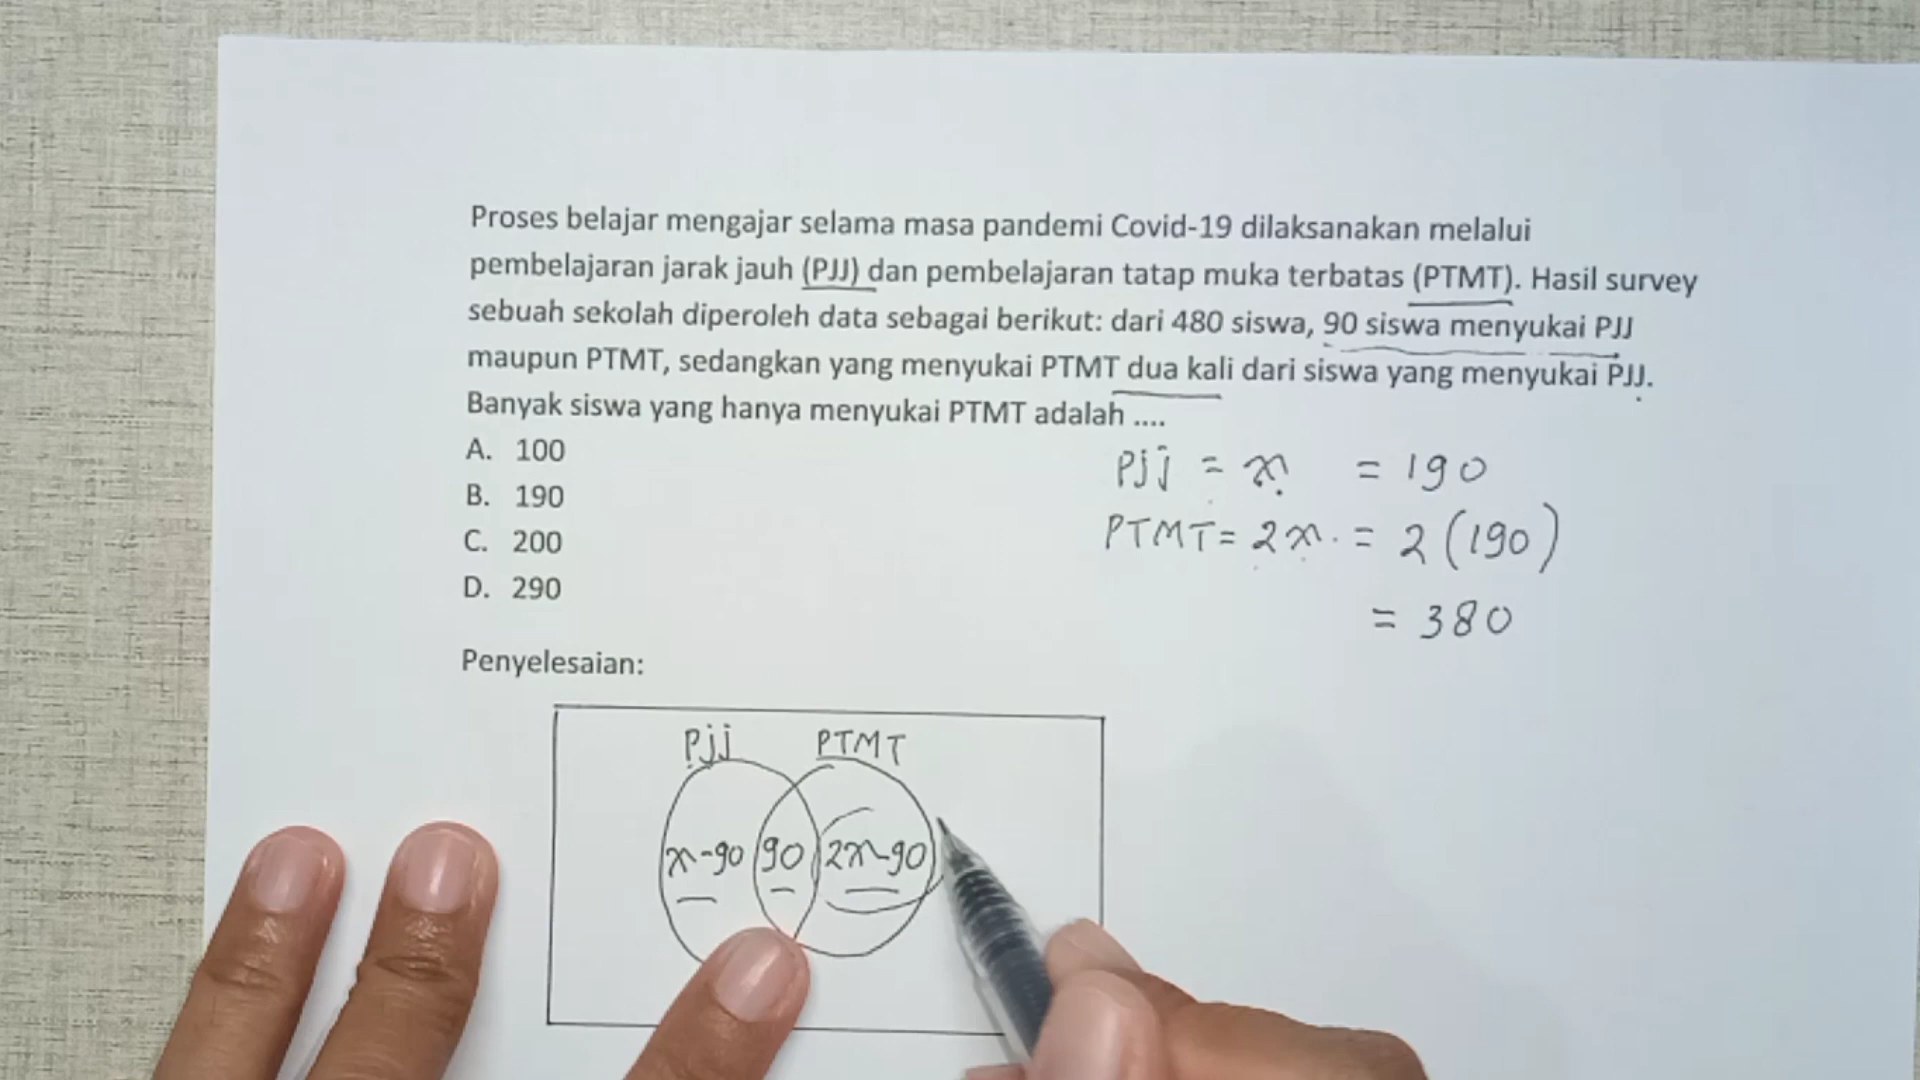 Proses belajar mengajar selama masa pandemi Covid-19 dilaksanakan melalui
pembelajaran jarak jauh (PJJ) dan pembelajaran tatap muka terbatas (PTMT). Hasil survey
sebuah sekolah diperoleh data sebagai berikut: dari 480 siswa, 90 siswa menyukai PJJ
maupun PTMT, sedangkan yang menyukai PTMT dua kali dari siswa yang menyukai PJJ.
Banyak siswa yang hanya menyukai PTMT adalah ....
A. 100
B. 190
C. 200
D. 290
Pjj = x = 190
PTMT = 2x = 2 (190)
= 380
Penyelesaian:
Pjj PTMT
x-90 90 2x-90